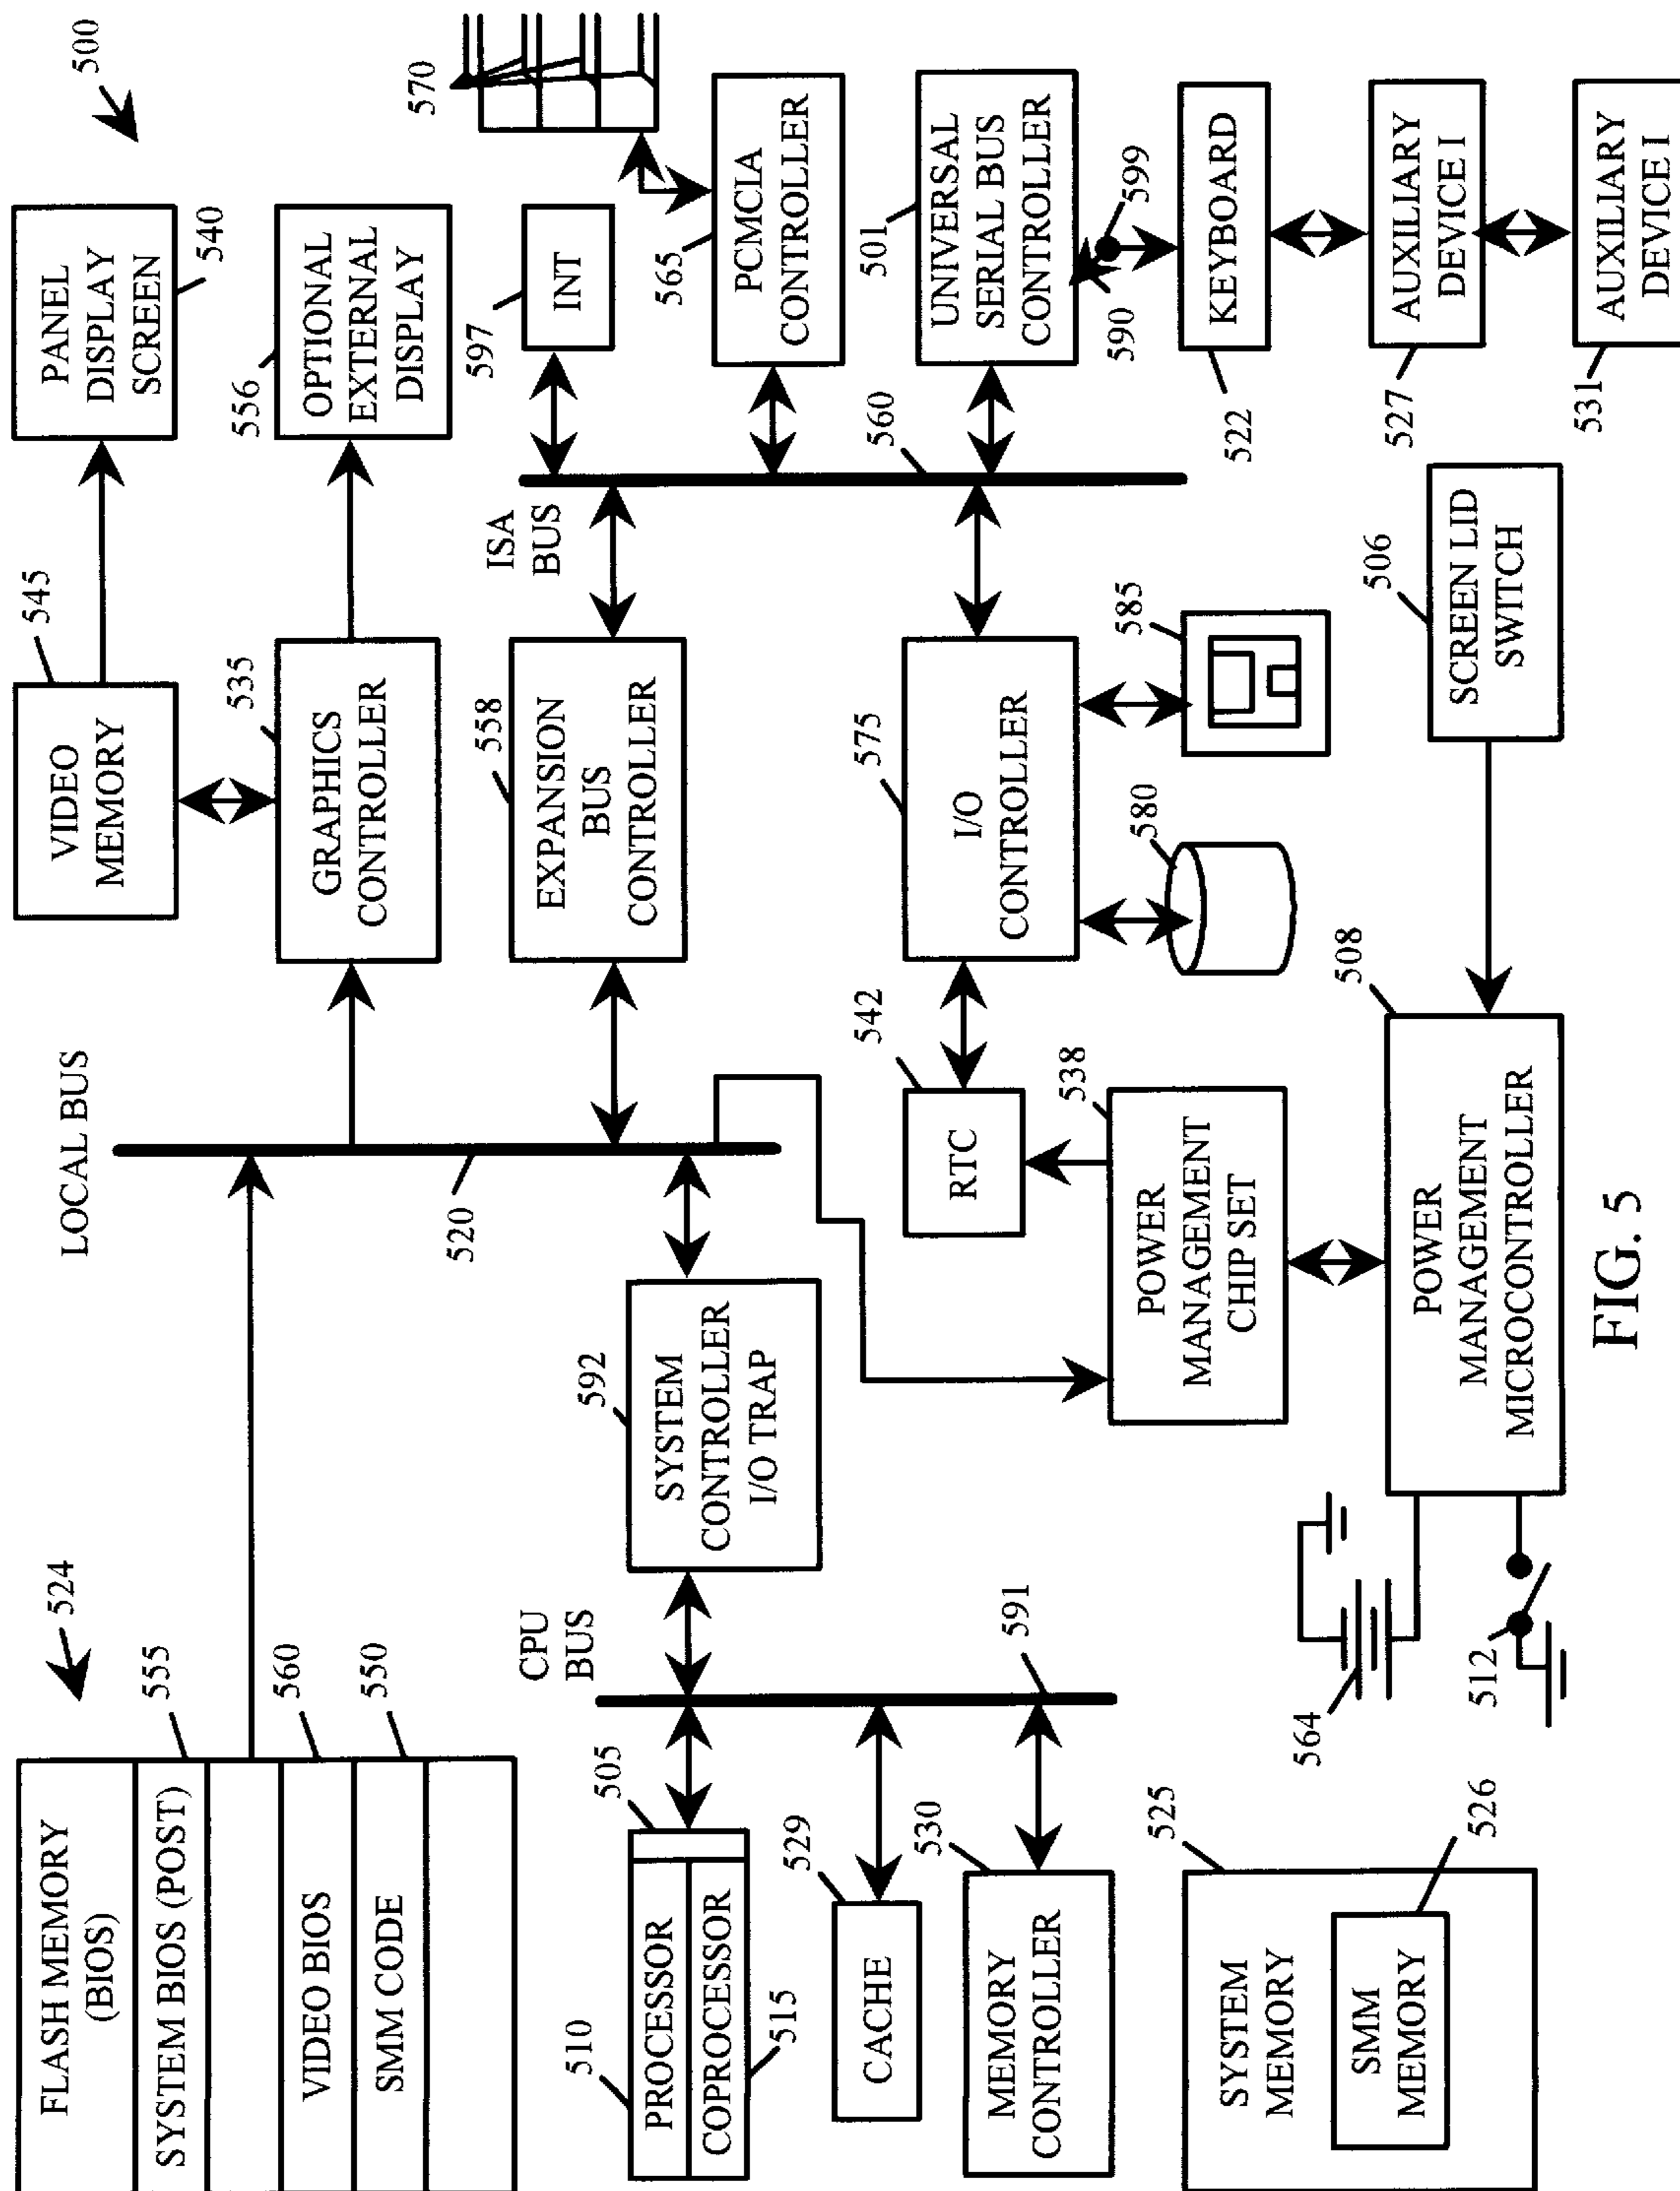 500
524
FLASH MEMORY
(BIOS)
SYSTEM BIOS (POST)
555
VIDEO BIOS
560
SMM CODE
550
LOCAL BUS
520
VIDEO
MEMORY
545
PANEL
DISPLAY
SCREEN
540
GRAPHICS
CONTROLLER
535
OPTIONAL
EXTERNAL
DISPLAY
556
EXPANSION
BUS
CONTROLLER
558
ISA
BUS
560
INT
597
570
PCMCIA
CONTROLLER
565
UNIVERSAL
SERIAL BUS
CONTROLLER
501
590
599
KEYBOARD
522
AUXILIARY
DEVICE I
527
AUXILIARY
DEVICE I
531
510
PROCESSOR
COPROCESSOR
515
505
CPU
BUS
591
SYSTEM
CONTROLLER
I/O TRAP
592
CACHE
529
MEMORY
CONTROLLER
530
SYSTEM
MEMORY
525
SMM
MEMORY
526
RTC
542
I/O
CONTROLLER
575
580
585
POWER
MANAGEMENT
CHIP SET
538
POWER
MANAGEMENT
MICROCONTROLLER
508
SCREEN LID
SWITCH
506
564
512
FIG. 5